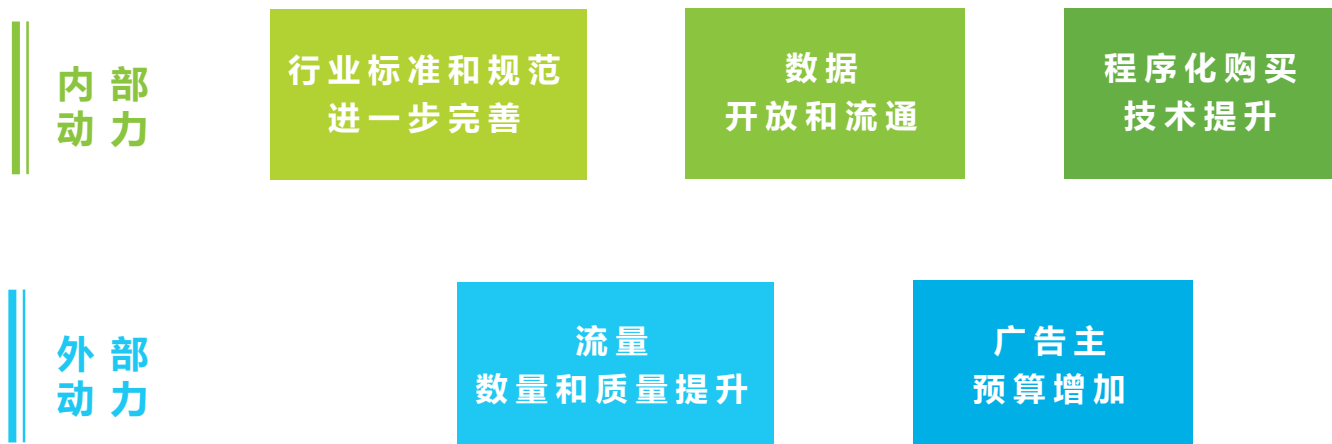 内部
动力
行业标准和规范
进一步完善
数据
开放和流通
程序化购买
技术提升
外部
动力
流量
数量和质量提升
广告主
预算增加